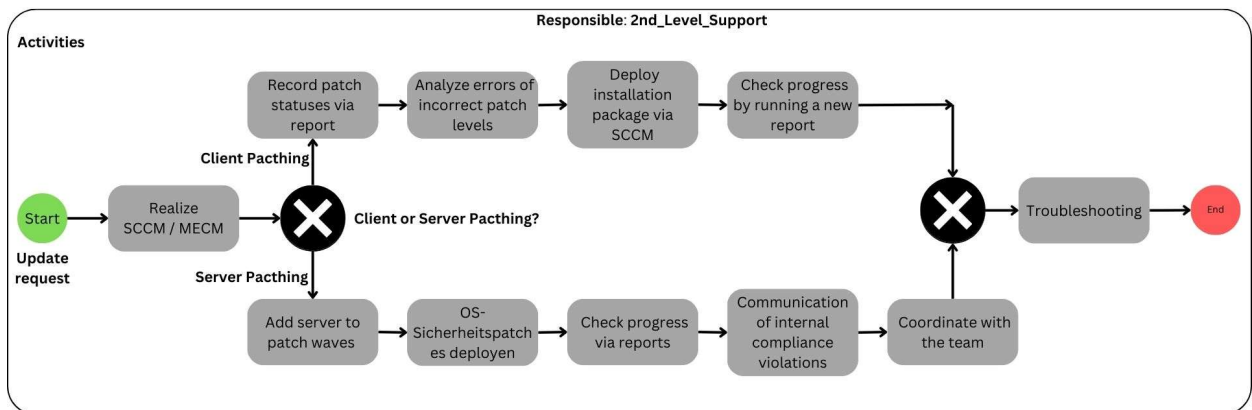 Responsible: 2nd_Level_Support
Activities
Record patch
statuses via
report
Analyze errors of
incorrect patch
levels
Deploy
installation
package via
SCCM
Check progress
by running a new
report
Client Pacthing
Start
Realize
SCCM / MECM
Client or Server Pacthing?
Troubleshooting
End
Update
request
Server Pacthing
Add server to
patch waves
OS-
Sicherheitspatch
es deployen
Check progress
via reports
Communication
of internal
compliance
violations
Coordinate with
the team